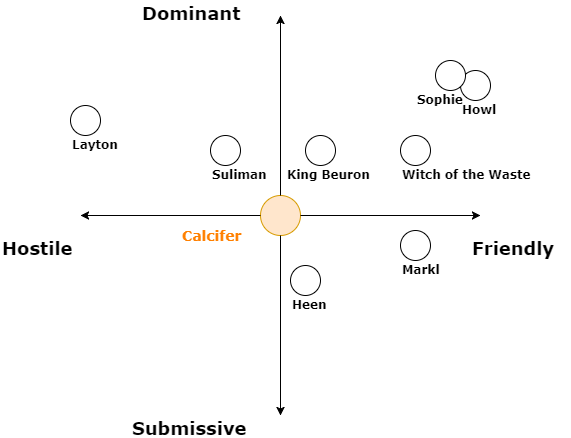 Dominant
Sophie
Howl
Layton
Suliman
King Beuron
Witch of the Waste
Calcifer
Hostile
Friendly
Markl
Heen
Submissive